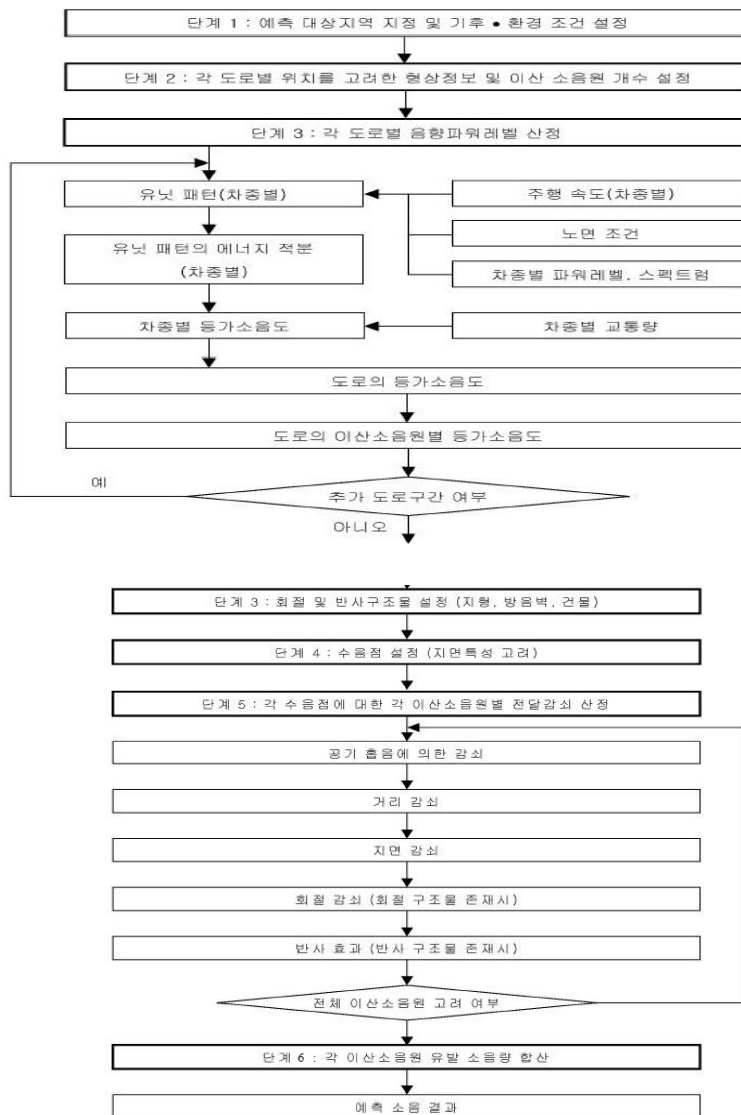 단계 1 : 예측 대상지역 지정 및 기후 • 환경 조건 설정
단계 2 : 각 도로별 위치를 고려한 형상정보 및 이산 소음원 개수 설정
단계 3 : 각 도로별 음향파워레벨 산정
유닛 패턴(차종별)
주행 속도(차종별)
노면 조건
유닛 패턴의 에너지 적분
(차종별)
차종별 파워레벨, 스펙트럼
차종별 등가소음도
차종별 교통량
도로의 등가소음도
도로의 이산소음원별 등가소음도
예
추가 도로구간 여부
아니오
단계 3 : 회절 및 반사구조물 설정 (지형, 방음벽, 건물)
단계 4 : 수음점 설정 (지면특성 고려)
단계 5 : 각 수음점에 대한 각 이산소음원별 전달감쇠 산정
공기 흡음에 의한 감쇠
거리 감쇠
지면 감쇠
회절 감쇠 (회절 구조물 존재시)
반사 효과 (반사 구조물 존재시)
전체 이산소음원 고려 여부
단계 6 : 각 이산소음원 유발 소음량 합산
예측 소음 결과